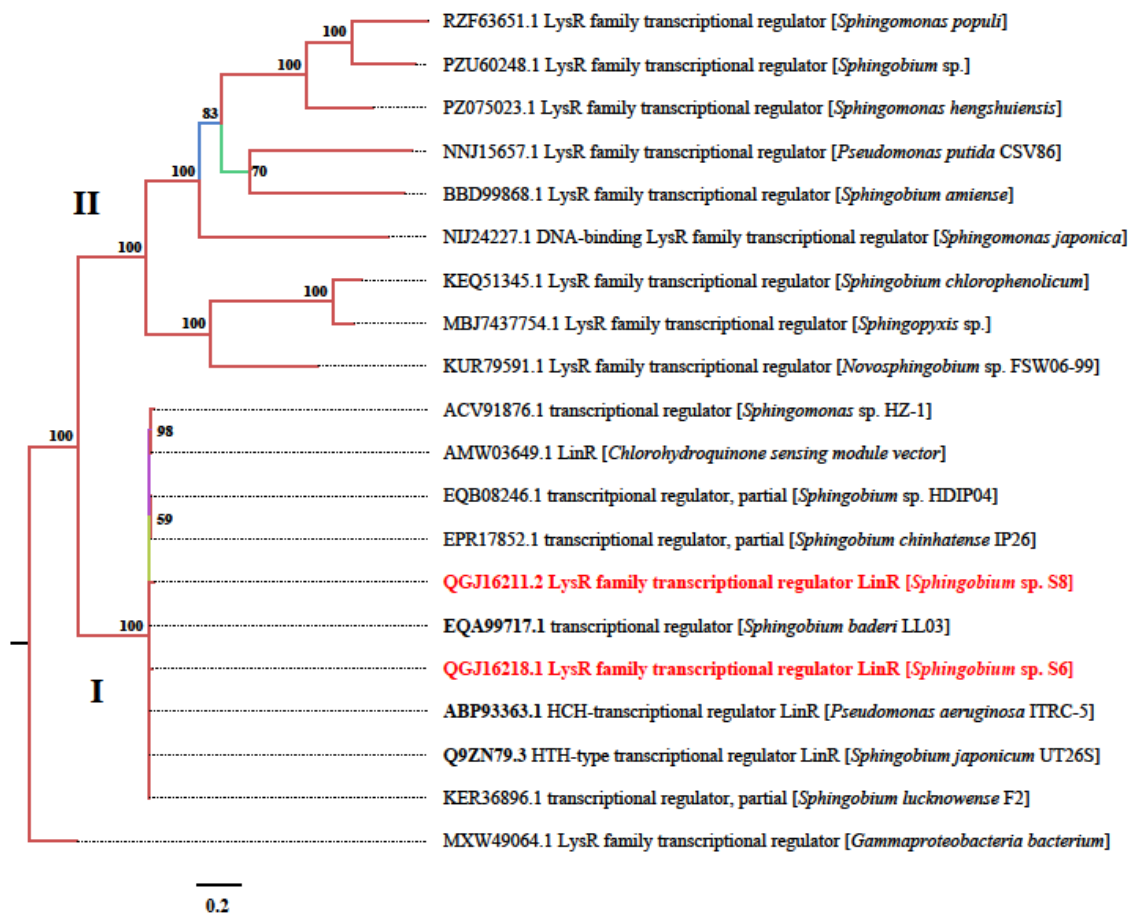 RZF63651.1 LysR family transcriptional regulator [Sphingomonas populi]
100
PZU60248.1 LysR family transcriptional regulator [Sphingobium sp.]
100
PZ075023.1 LysR family transcriptional regulator [Sphingomonas hengshuiensis]
83
NNJ15657.1 LysR family transcriptional regulator [Pseudomonas putida CSV86]
70
100
BBD99868.1 LysR family transcriptional regulator [Sphingobium amiense]
II
NIJ24227.1 DNA-binding LysR family transcriptional regulator [Sphingomonas japonica]
100
KEQ51345.1 LysR family transcriptional regulator [Sphingobium chlorophenolicum]
100
MBJ7437754.1 LysR family transcriptional regulator [Sphingopyxis sp.]
100
KUR79591.1 LysR family transcriptional regulator [Novosphingobium sp. FSW06-99]
ACV91876.1 transcriptional regulator [Sphingomonas sp. HZ-1]
100
98
AMW03649.1 LinR [Chlorohydroquinone sensing module vector]
EQB08246.1 transcritpional regulator, partial [Sphingobium sp. HDIP04]
59
EPR17852.1 transcriptional regulator, partial [Sphingobium chinhatense IP26]
QGJ16211.2 LysR family transcriptional regulator LinR [Sphingobium sp. S8]
100
EQA99717.1 transcriptional regulator [Sphingobium baderi LL03]
I
QGJ16218.1 LysR family transcriptional regulator LinR [Sphingobium sp. S6]
ABP93363.1 HCH-transcriptional regulator LinR [Pseudomonas aeruginosa ITRC-5]
Q9ZN79.3 HTH-type transcriptional regulator LinR [Sphingobium japonicum UT26S]
KER36896.1 transcriptional regulator, partial [Sphingobium lucknowense F2]
MXW49064.1 LysR family transcriptional regulator [Gammaproteobacteria bacterium]
0.2